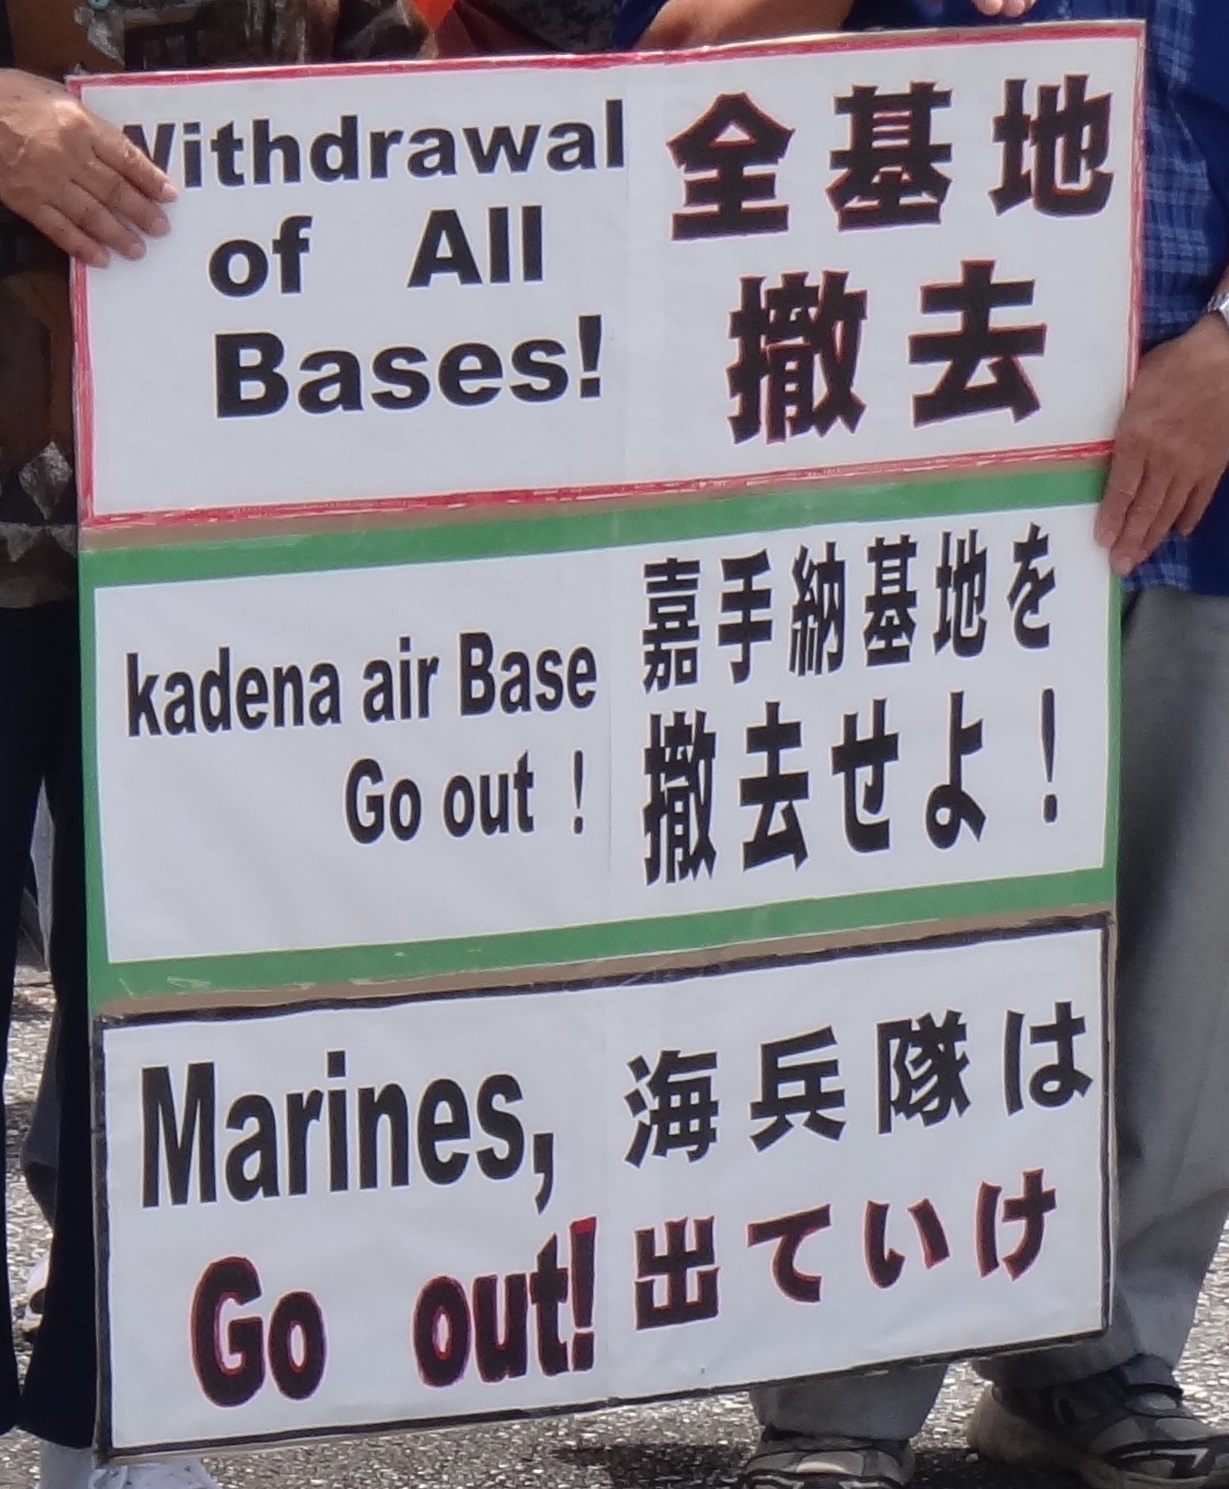 Withdrawal
of All
Bases!
全基地
撤去
kadena air Base
Go out !
嘉手納基地を
撤去せよ!
Marines,
Go out!
海兵隊は
出ていけ